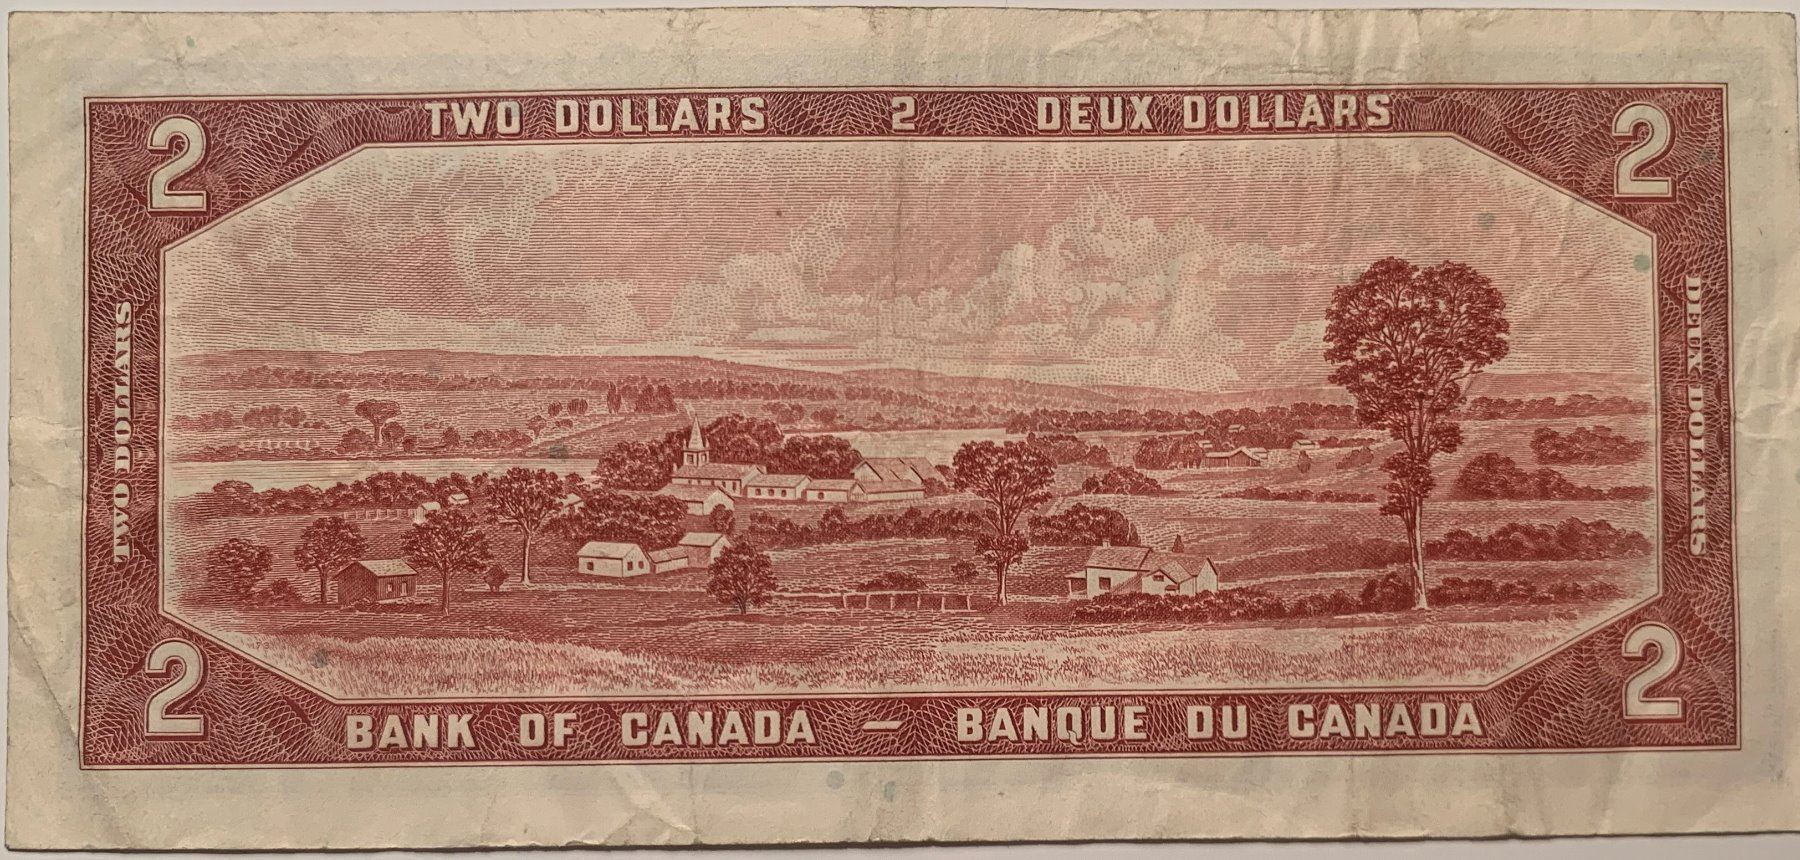 2 TWO DOLLARS 2 DEUX DOLLARS 2
TWO DOLLARS
DEUX DOLLARS
2 BANK OF CANADA – BANQUE DU CANADA 2